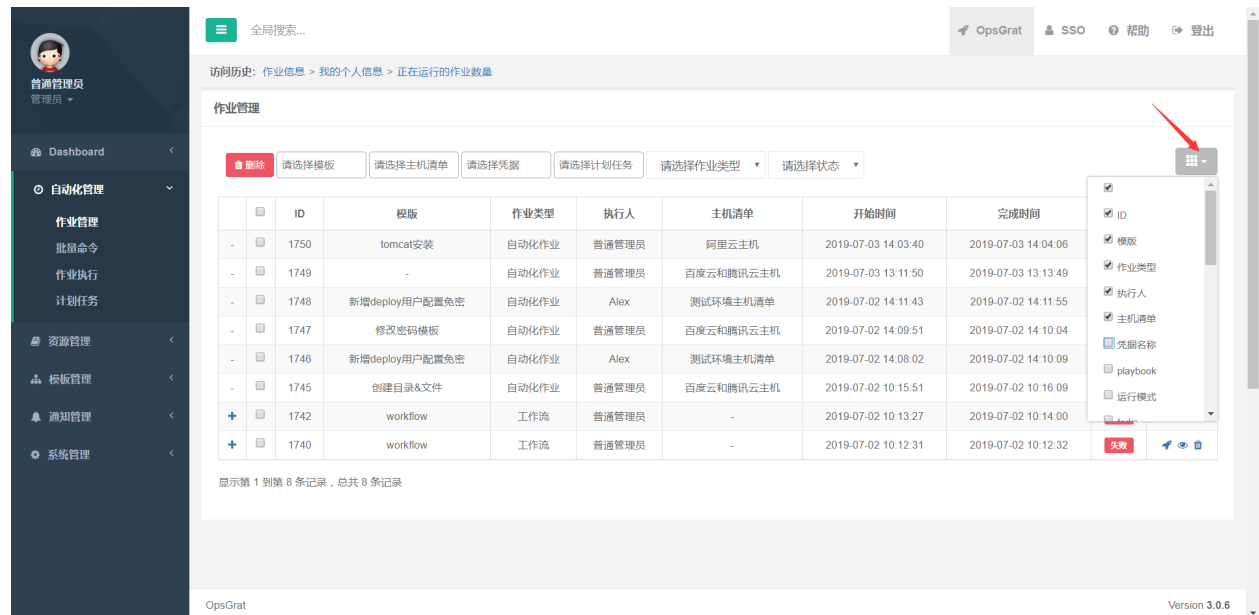 全局搜索...
OpsGrat
SSO
帮助
登出
普通管理员
管理员
访问历史: 作业信息 > 我的个人信息 > 正在运行的作业数量
作业管理
Dashboard
自动化管理
作业管理
批量命令
作业执行
计划任务
资源管理
模板管理
通知管理
系统管理
删除 请选择模板 请选择主机清单 请选择凭据 请选择计划任务 请选择作业类型 请选择状态
ID 模版 作业类型 执行人 主机清单 开始时间 完成时间
- 1750 tomcat安装 自动化作业 普通管理员 阿里云主机 2019-07-03 14:03:40 2019-07-03 14:04:06
- 1749 - 自动化作业 普通管理员 百度云和腾讯云主机 2019-07-03 13:11:50 2019-07-03 13:13:49
- 1748 新增deploy用户配置免密 自动化作业 Alex 测试环境主机清单 2019-07-02 14:11:43 2019-07-02 14:11:55
- 1747 修改密码模板 自动化作业 普通管理员 百度云和腾讯云主机 2019-07-02 14:09:51 2019-07-02 14:10:04
- 1746 新增deploy用户配置免密 自动化作业 Alex 测试环境主机清单 2019-07-02 14:08:02 2019-07-02 14:10:09
- 1745 创建目录&文件 自动化作业 普通管理员 百度云和腾讯云主机 2019-07-02 10:15:51 2019-07-02 10:16:09
+ 1742 workflow 工作流 普通管理员 - 2019-07-02 10:13:27 2019-07-02 10:14:00
+ 1740 workflow 工作流 普通管理员 - 2019-07-02 10:12:31 2019-07-02 10:12:32 失败
ID
模版
作业类型
执行人
主机清单
凭据名称
playbook
运行模式
显示第 1 到第 8 条记录，总共 8 条记录
OpsGrat
Version 3.0.6